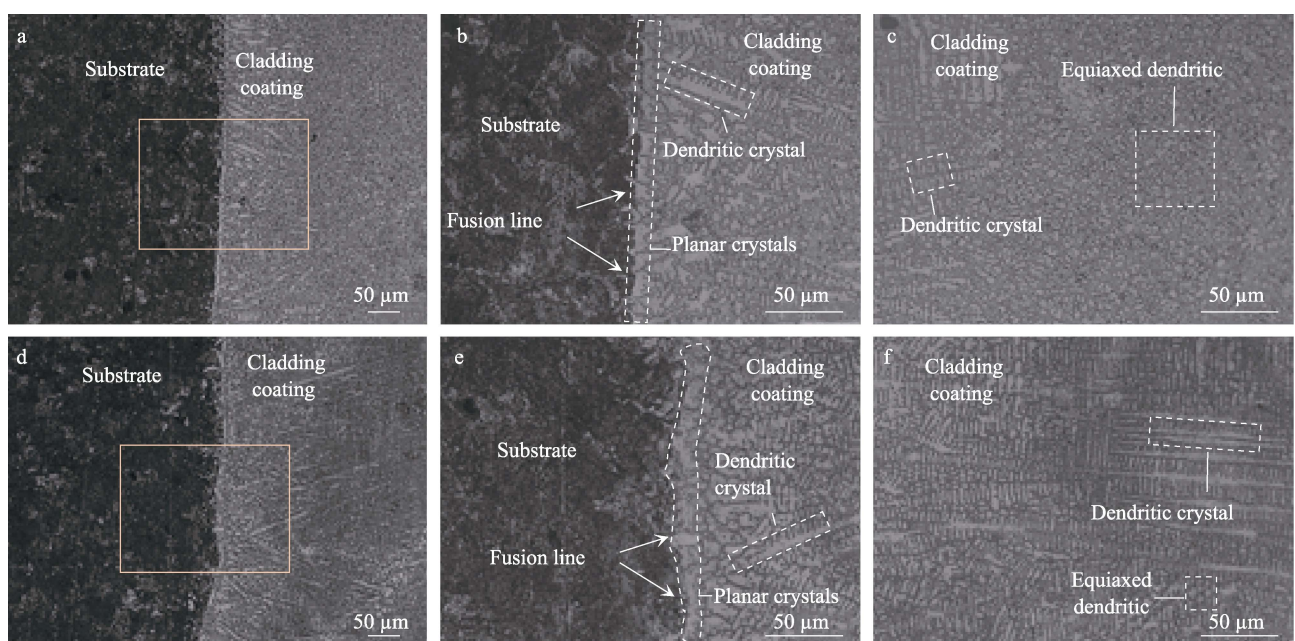 a
Substrate
Cladding
coating
50 µm
b
Cladding
coating
Substrate
Dendritic crystal
Fusion line
Planar crystals
50 µm
c
Cladding
coating
Equiaxed dendritic
Dendritic crystal
50 µm
d
Substrate
Cladding
coating
50 µm
e
Cladding
coating
Substrate
Dendritic
crystal
Fusion line
Planar crystals
50 µm
f
Cladding
coating
Dendritic crystal
Equiaxed
dendritic
50 µm